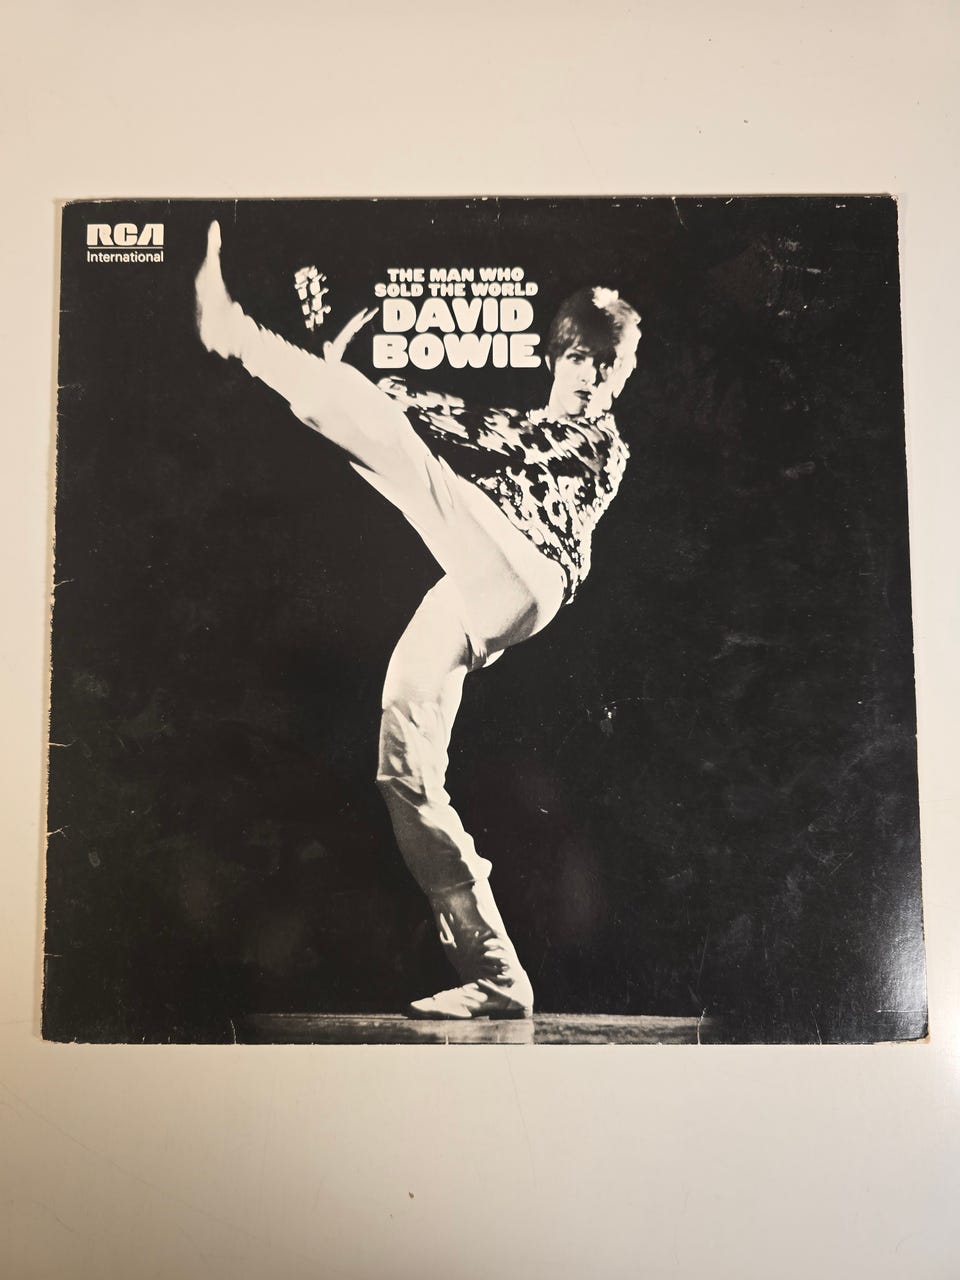 RCA
International
THE MAN WHO
SOLD THE WORLD
DAVID
BOWIE